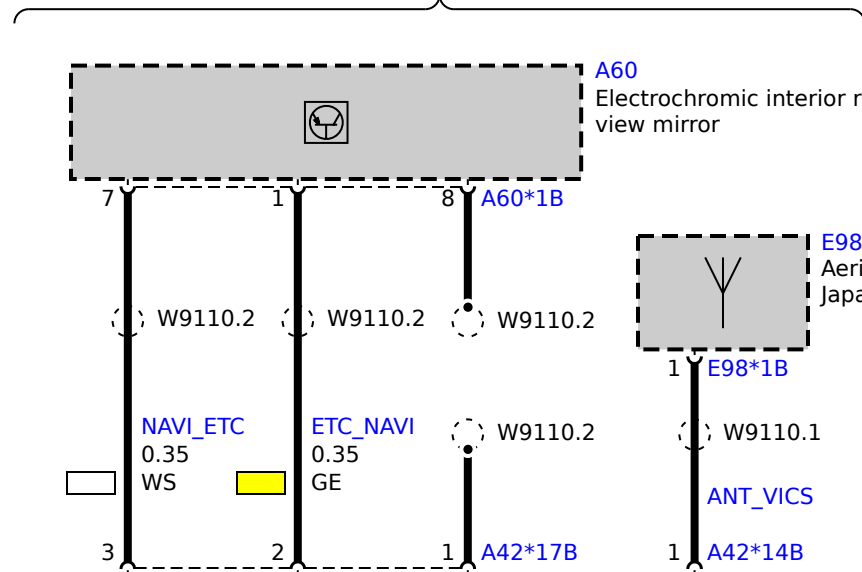 A60
Electrochromic interior r
view mirror
7
1
8
A60*1B
E98
Aeri
Japa
W9110.2
W9110.2
W9110.2
1
E98*1B
NAVI_ETC
0.35
WS
ETC_NAVI
0.35
GE
W9110.2
W9110.1
ANT_VICS
3
2
1
A42*17B
1
A42*14B